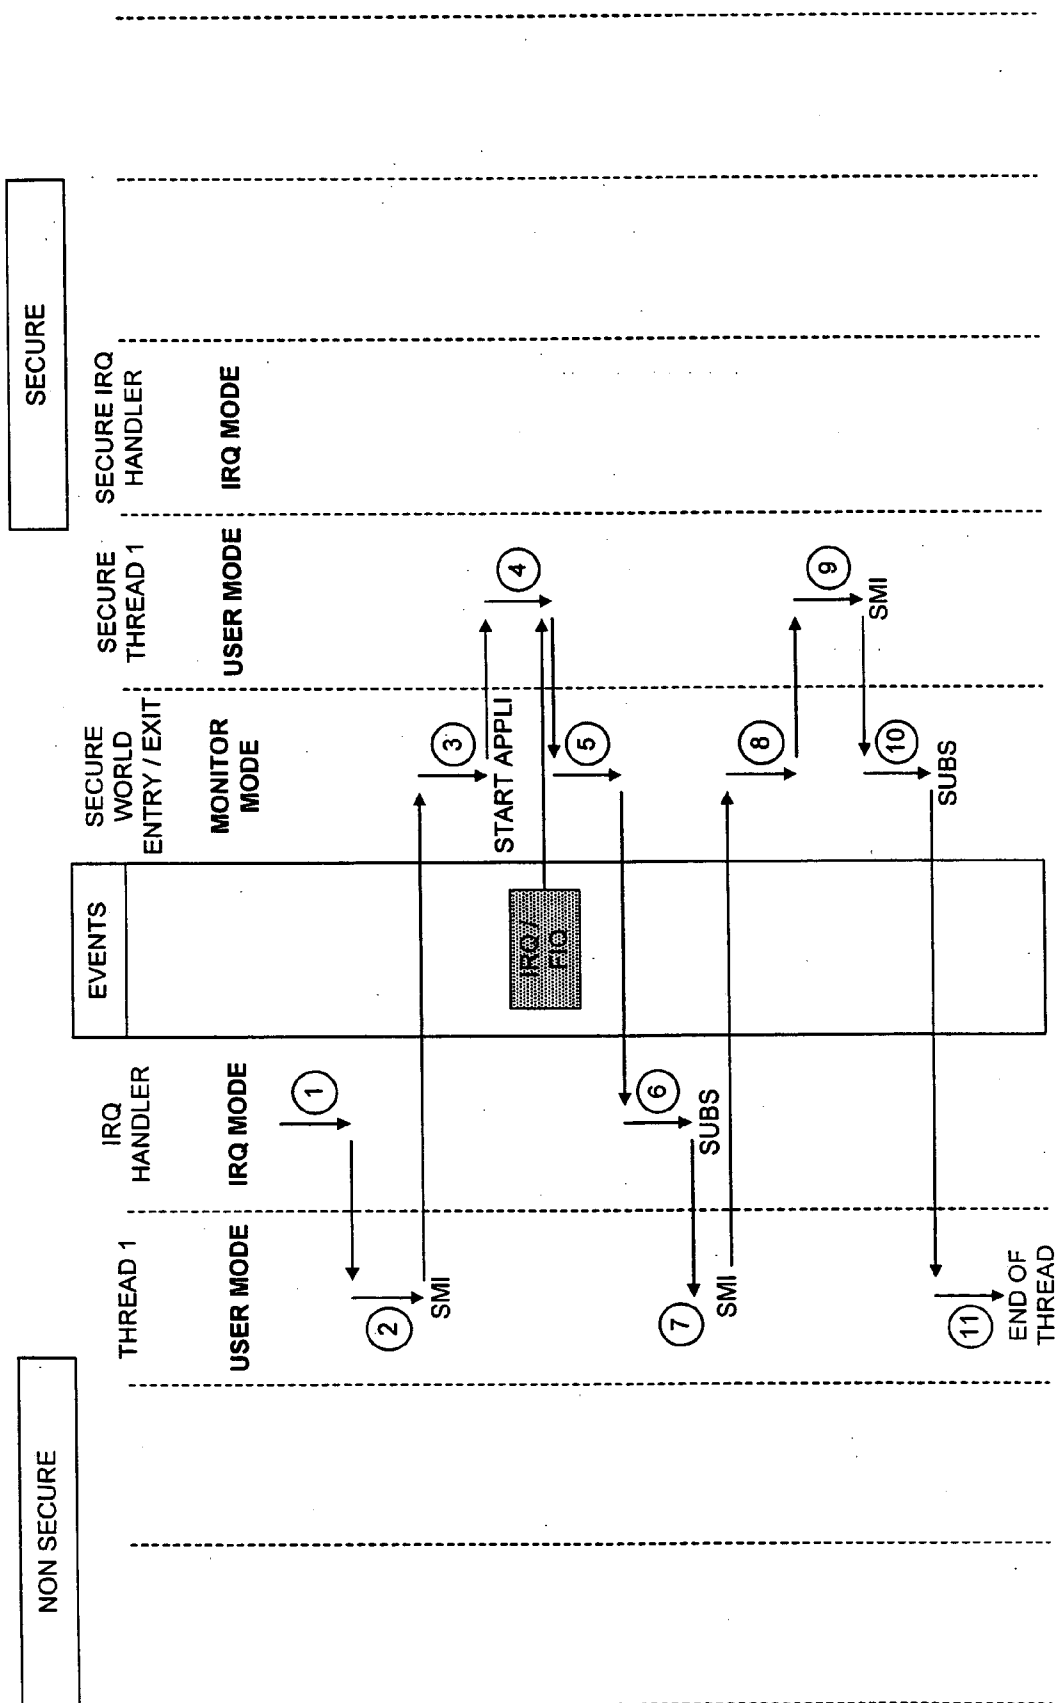 NON SECURE
SECURE
THREAD 1
IRQ
HANDLER
EVENTS
SECURE
WORLD
ENTRY / EXIT
SECURE
THREAD 1
SECURE IRQ
HANDLER
USER MODE
IRQ MODE
MONITOR
MODE
USER MODE
IRQ MODE
1
2
SMI
3
START APPLI
IRQ /
FIQ
4
5
6
SUBS
7
SMI
8
9
SMI
10
SUBS
11
END OF
THREAD